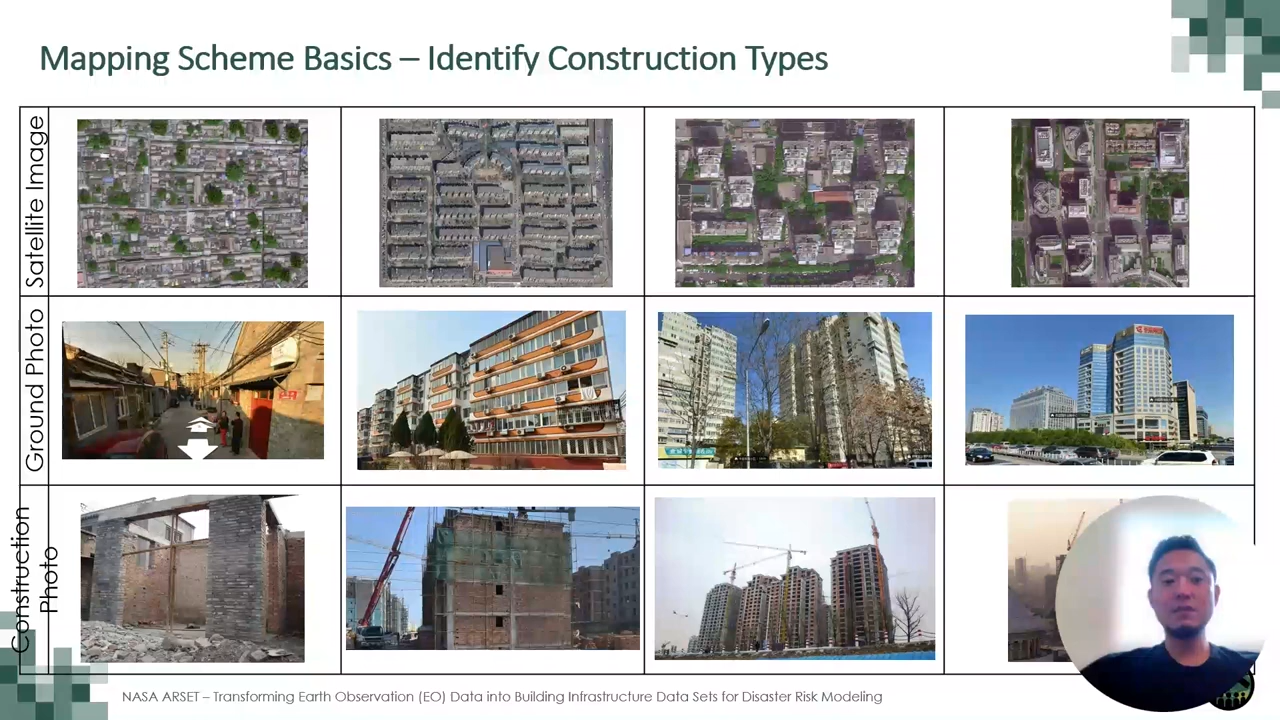 Mapping Scheme Basics – Identify Construction Types
Satellite Image
Ground Photo
Construction
Photo
NASA ARSET – Transforming Earth Observation (EO) Data into Building Infrastructure Data Sets for Disaster Risk Modeling